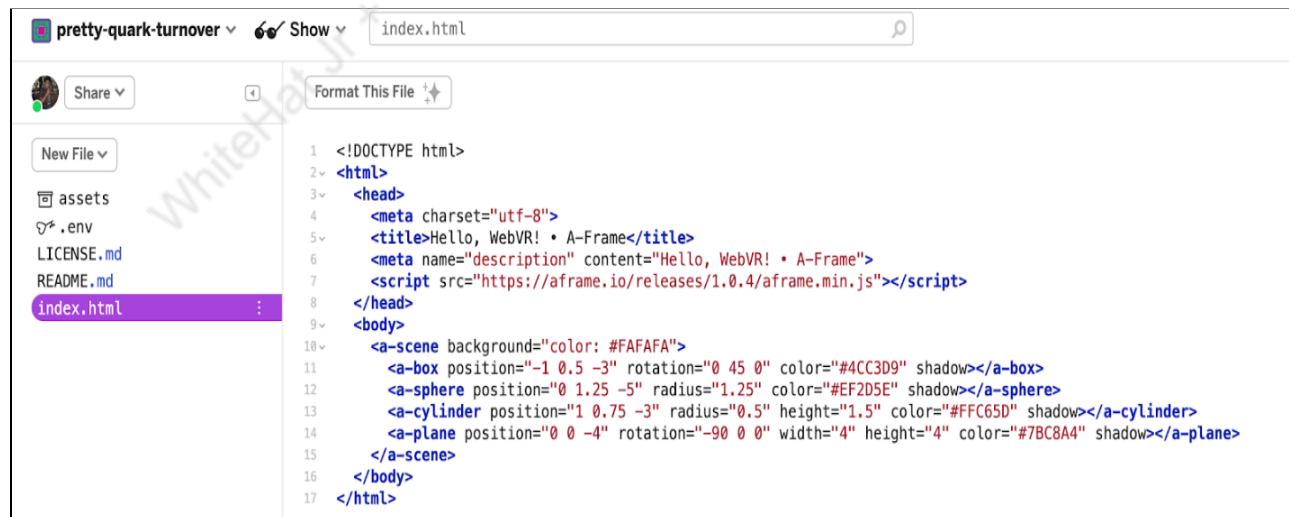 pretty-quark-turnover Show index.html
Share Format This File
New File
assets
.env
LICENSE.md
README.md
index.html
WhiteHat Jr
1 <!DOCTYPE html>
2 <html>
3 <head>
4 <meta charset="utf-8">
5 <title>Hello, WebVR! • A-Frame</title>
6 <meta name="description" content="Hello, WebVR! • A-Frame">
7 <script src="https://aframe.io/releases/1.0.4/aframe.min.js"></script>
8 </head>
9 <body>
10 <a-scene background="color: #FAFAFA">
11 <a-box position="-1 0.5 -3" rotation="0 45 0" color="#4CC3D9" shadow></a-box>
12 <a-sphere position="0 1.25 -5" radius="1.25" color="#EF2D5E" shadow></a-sphere>
13 <a-cylinder position="1 0.75 -3" radius="0.5" height="1.5" color="#FFC65D" shadow></a-cylinder>
14 <a-plane position="0 0 -4" rotation="-90 0 0" width="4" height="4" color="#7BC8A4" shadow></a-plane>
15 </a-scene>
16 </body>
17 </html>